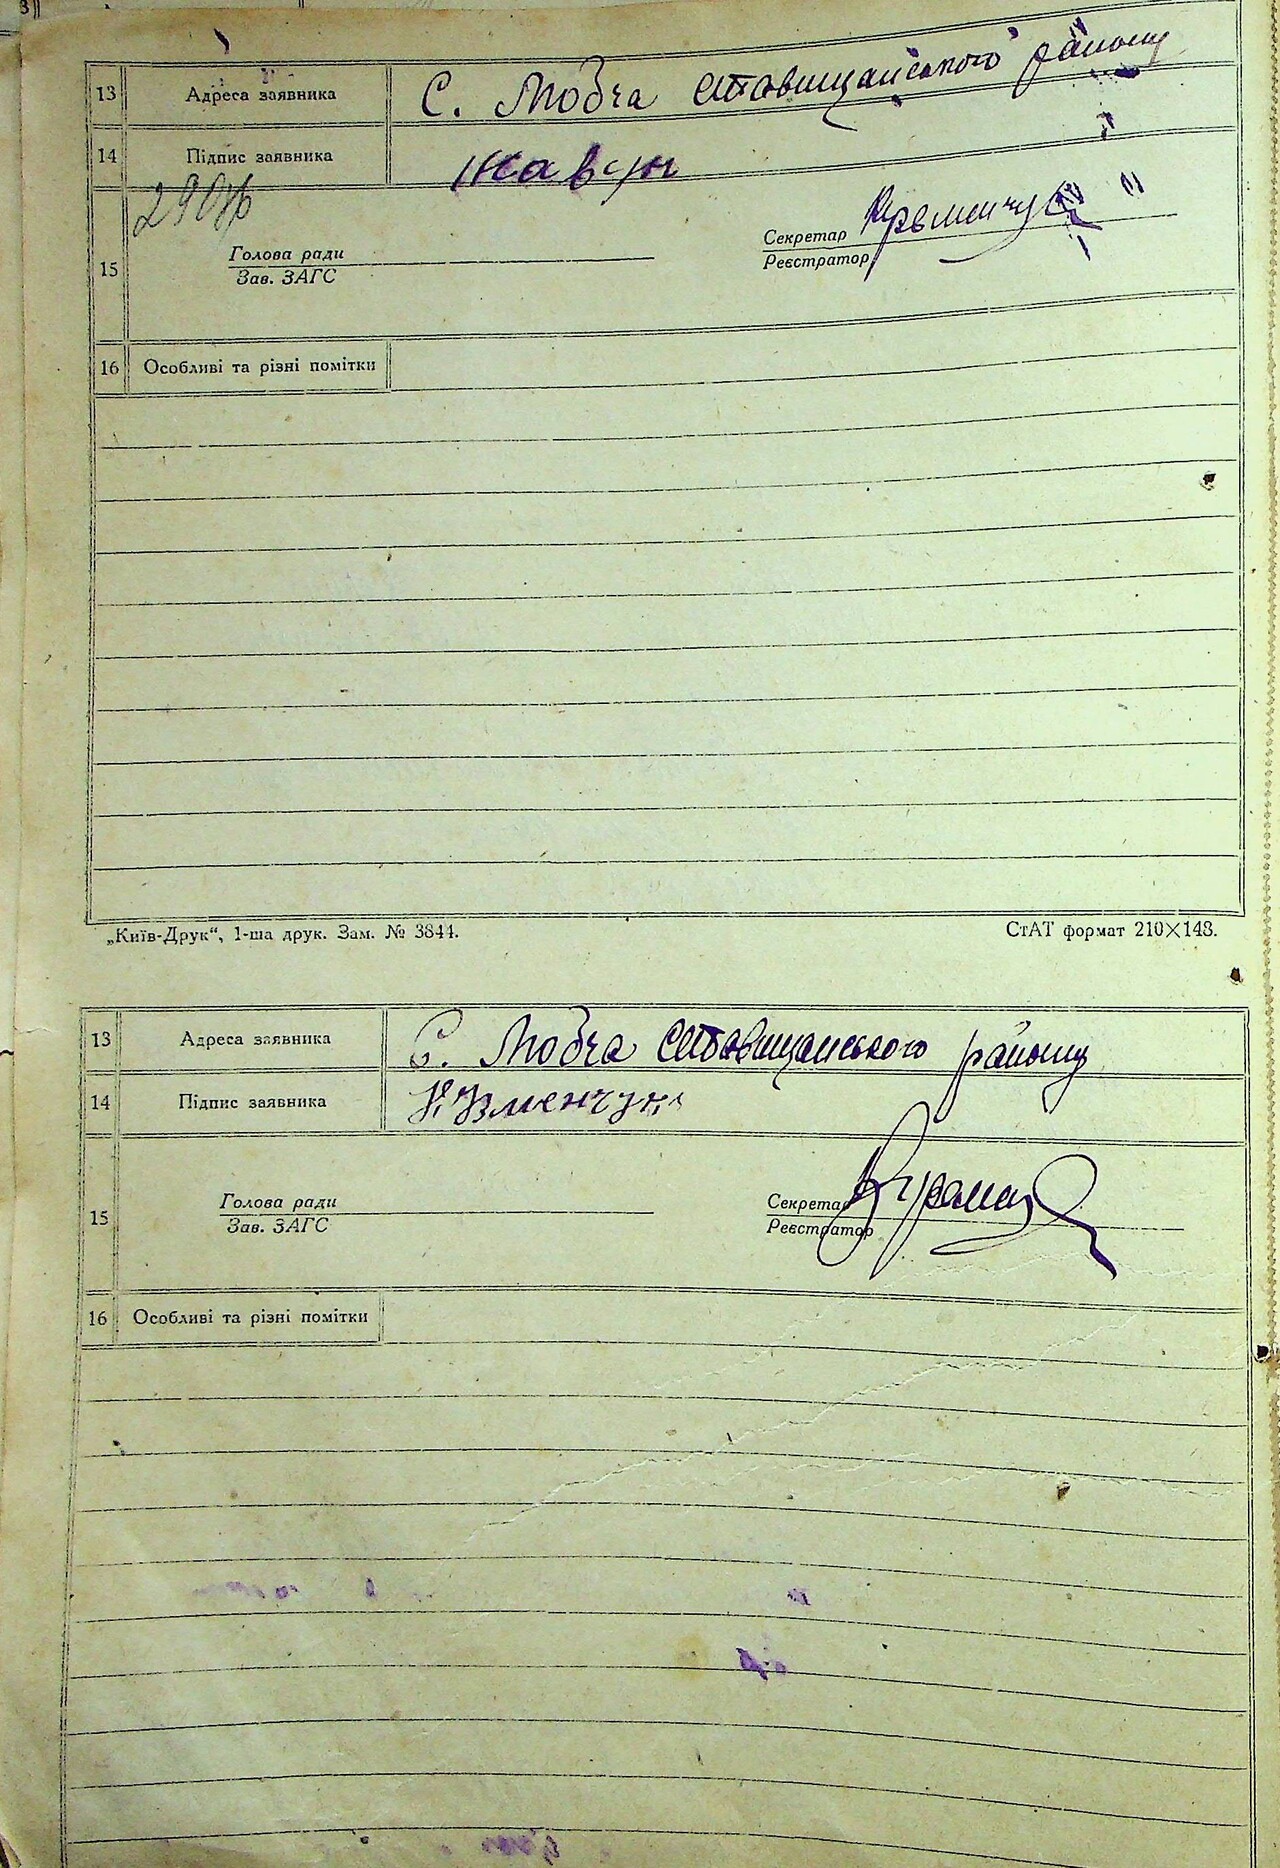 13 Адреса заявника С. Любча Ставищанського району
14 Підпис заявника
15 Голова ради Секретар
Зав. ЗАГС Реєстратор
16 Особливі та різні помітки
„Київ-Друк“, 1-ша друк. Зам. № 3844. СтАТ формат 210×143.
13 Адреса заявника С. Любча Ставищанського району
14 Підпис заявника
15 Голова ради Секретар
Зав. ЗАГС Реєстратор
16 Особливі та різні помітки